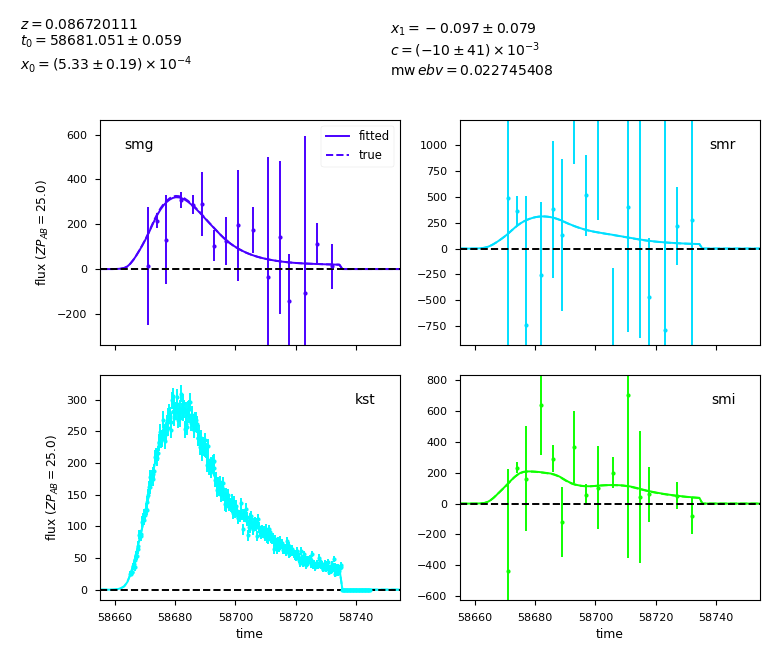 z = 0.086720111
t₀ = 58681.051 ± 0.059
x₀ = (5.33 ± 0.19) × 10⁻⁴
x₁ = −0.097 ± 0.079
c = (−10 ± 41) × 10⁻³
mw ebv = 0.022745408
smg
fitted
true
600
400
200
0
−200
flux (ZP_AB = 25.0)
smr
1000
750
500
250
0
−250
−500
−750
kst
300
250
200
150
100
50
0
flux (ZP_AB = 25.0)
58660 58680 58700 58720 58740
time
smi
800
600
400
200
0
−200
−400
−600
58660 58680 58700 58720 58740
time